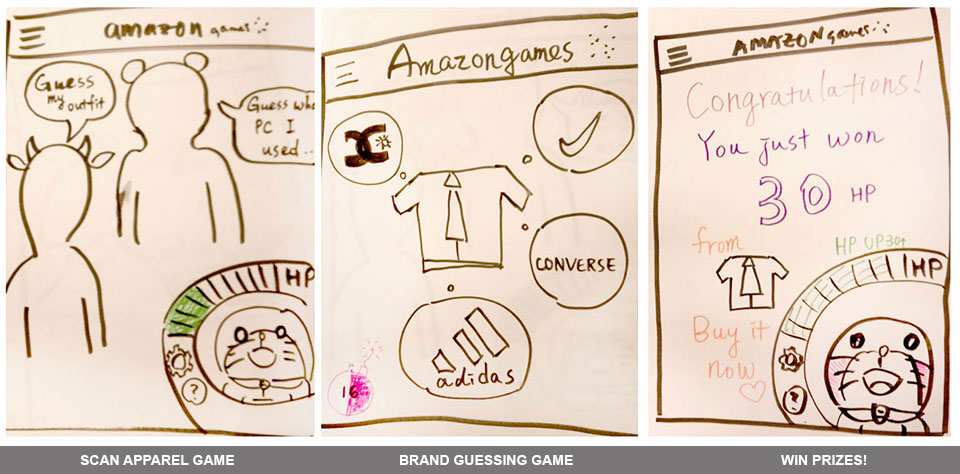 amazon games
Guess
my outfit
Guess who
PC I
used..
HP
?
SCAN APPAREL GAME
Amazongames
CONVERSE
adidas
16
BRAND GUESSING GAME
AMAZON games
Congratulations!
You just won
30 HP
from
HP UP30↑
HP
Buy it
now
?
WIN PRIZES!